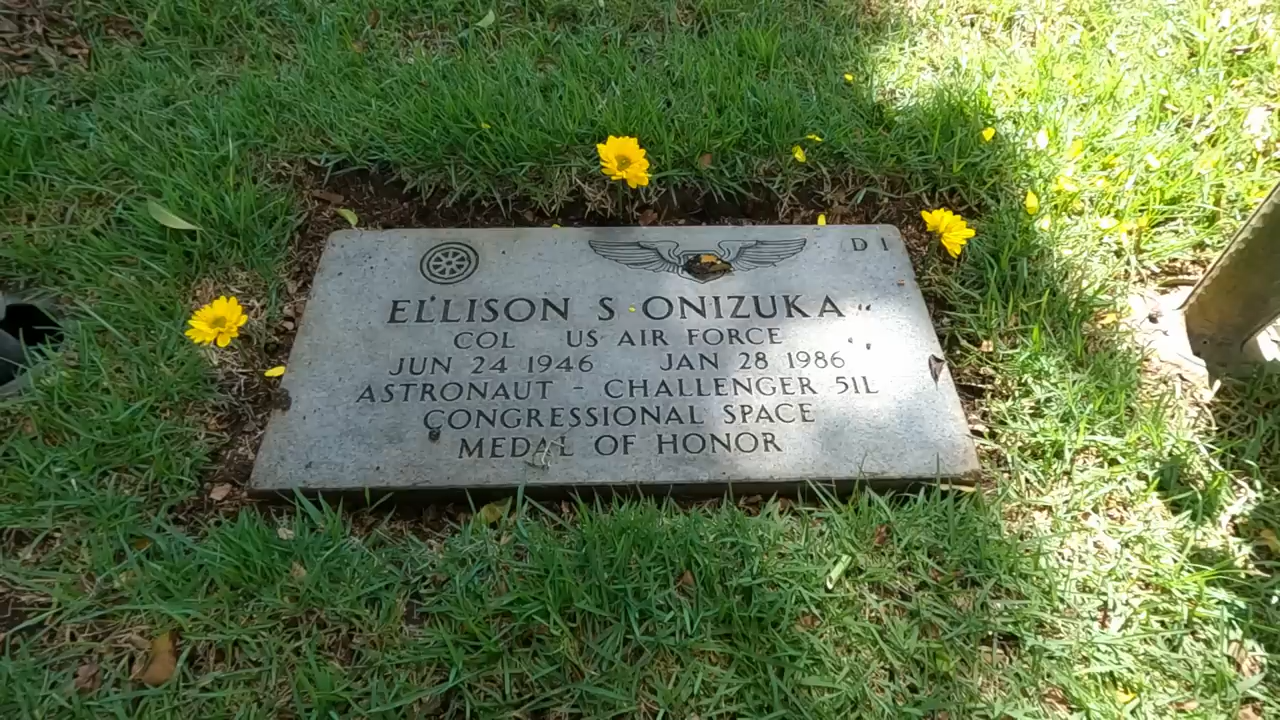 D 1
ELLISON S ONIZUKA
COL US AIR FORCE
JUN 24 1946 JAN 28 1986
ASTRONAUT - CHALLENGER 51L
CONGRESSIONAL SPACE
MEDAL OF HONOR